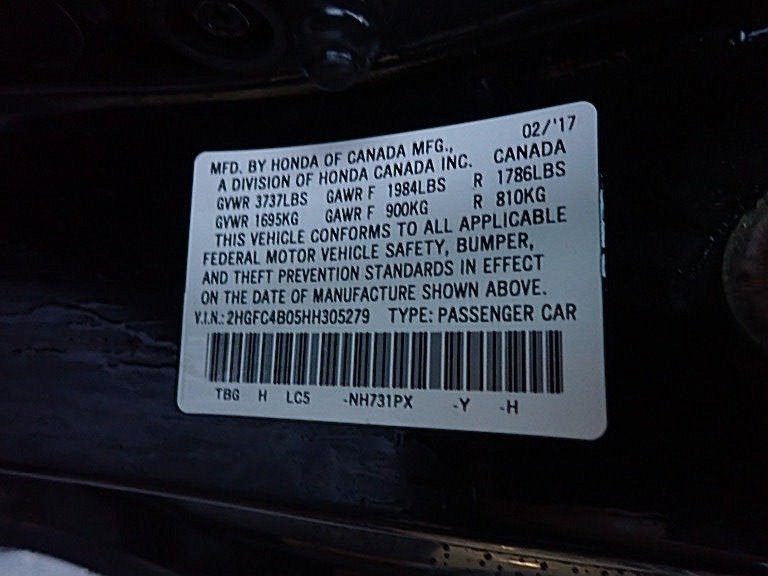 02/'17
MFD. BY HONDA OF CANADA MFG.,
A DIVISION OF HONDA CANADA INC. CANADA
GVWR 3737LBS GAWR F 1984LBS R 1786LBS
GVWR 1695KG GAWR F 900KG R 810KG
THIS VEHICLE CONFORMS TO ALL APPLICABLE
FEDERAL MOTOR VEHICLE SAFETY, BUMPER,
AND THEFT PREVENTION STANDARDS IN EFFECT
ON THE DATE OF MANUFACTURE SHOWN ABOVE.
V.I.N.: 2HGFC4B05HH305279 TYPE: PASSENGER CAR
TBG H LC5 -NH731PX -Y -H